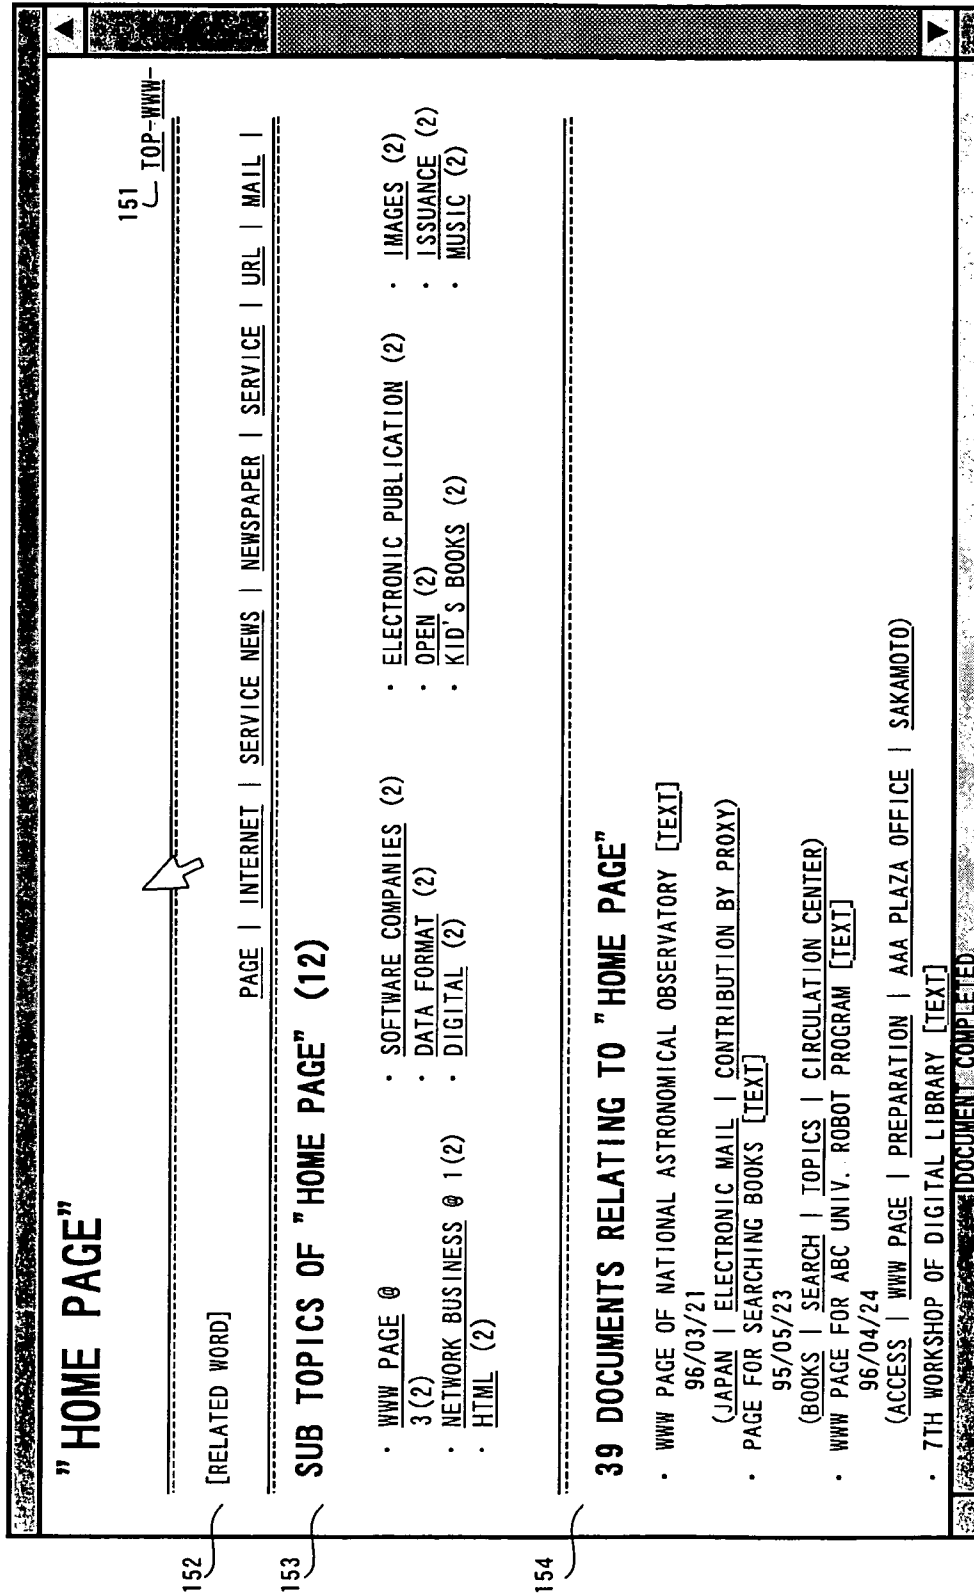 "HOME PAGE"
151
TOP-WWW-
152
[RELATED WORD]
PAGE | INTERNET | SERVICE NEWS | NEWSPAPER | SERVICE | URL | MAIL |
153
SUB TOPICS OF "HOME PAGE" (12)
· WWW PAGE @
3(2)
· NETWORK BUSINESS @ 1(2)
· HTML (2)
· SOFTWARE COMPANIES (2)
· DATA FORMAT (2)
· DIGITAL (2)
· ELECTRONIC PUBLICATION (2)
· OPEN (2)
· KID'S BOOKS (2)
· IMAGES (2)
· ISSUANCE (2)
· MUSIC (2)
154
39 DOCUMENTS RELATING TO "HOME PAGE"
· WWW PAGE OF NATIONAL ASTRONOMICAL OBSERVATORY [TEXT]
96/03/21
(JAPAN | ELECTRONIC MAIL | CONTRIBUTION BY PROXY)
· PAGE FOR SEARCHING BOOKS [TEXT]
95/05/23
(BOOKS | SEARCH | TOPICS | CIRCULATION CENTER)
· WWW PAGE FOR ABC UNIV. ROBOT PROGRAM [TEXT]
96/04/24
(ACCESS | WWW PAGE | PREPARATION | AAA PLAZA OFFICE | SAKAMOTO)
· 7TH WORKSHOP OF DIGITAL LIBRARY [TEXT]
DOCUMENT COMPLETED